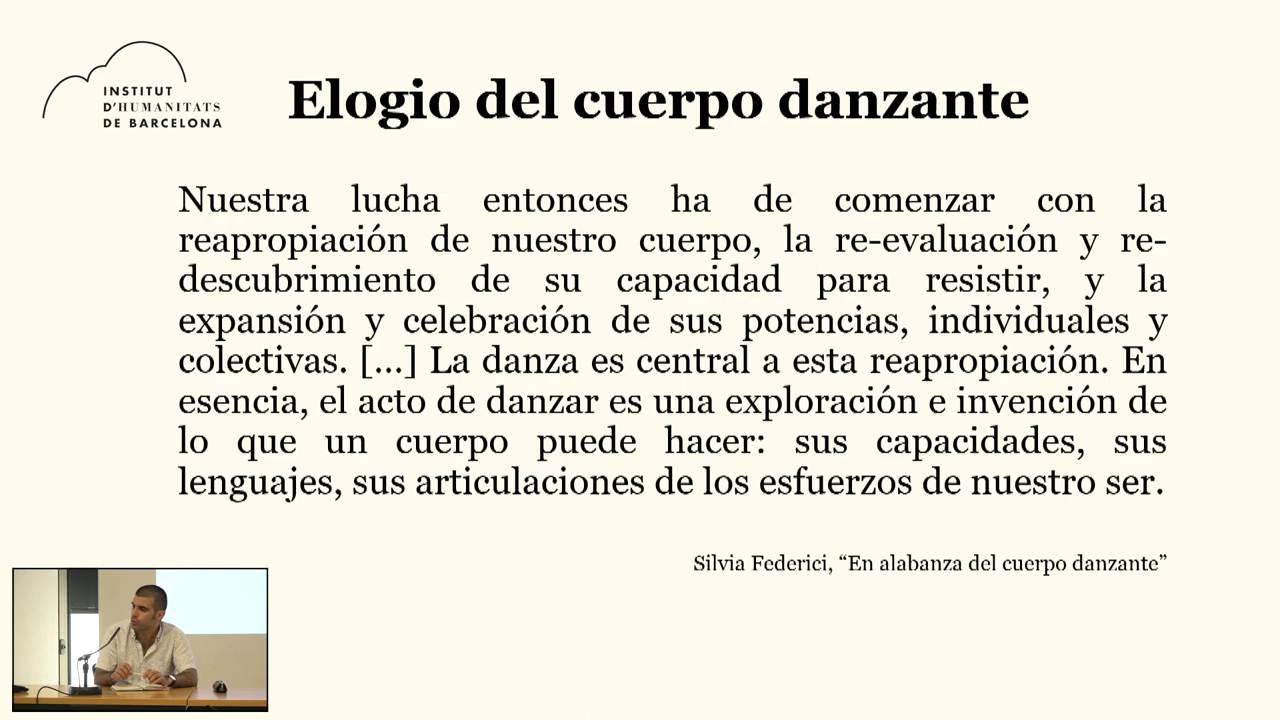 INSTITUT
D'HUMANITATS
DE BARCELONA
Elogio del cuerpo danzante
Nuestra lucha entonces ha de comenzar con la
reapropiación de nuestro cuerpo, la re-evaluación y re-
descubrimiento de su capacidad para resistir, y la
expansión y celebración de sus potencias, individuales y
colectivas. [...] La danza es central a esta reapropiación. En
esencia, el acto de danzar es una exploración e invención de
lo que un cuerpo puede hacer: sus capacidades, sus
lenguajes, sus articulaciones de los esfuerzos de nuestro ser.
Silvia Federici, “En alabanza del cuerpo danzante”